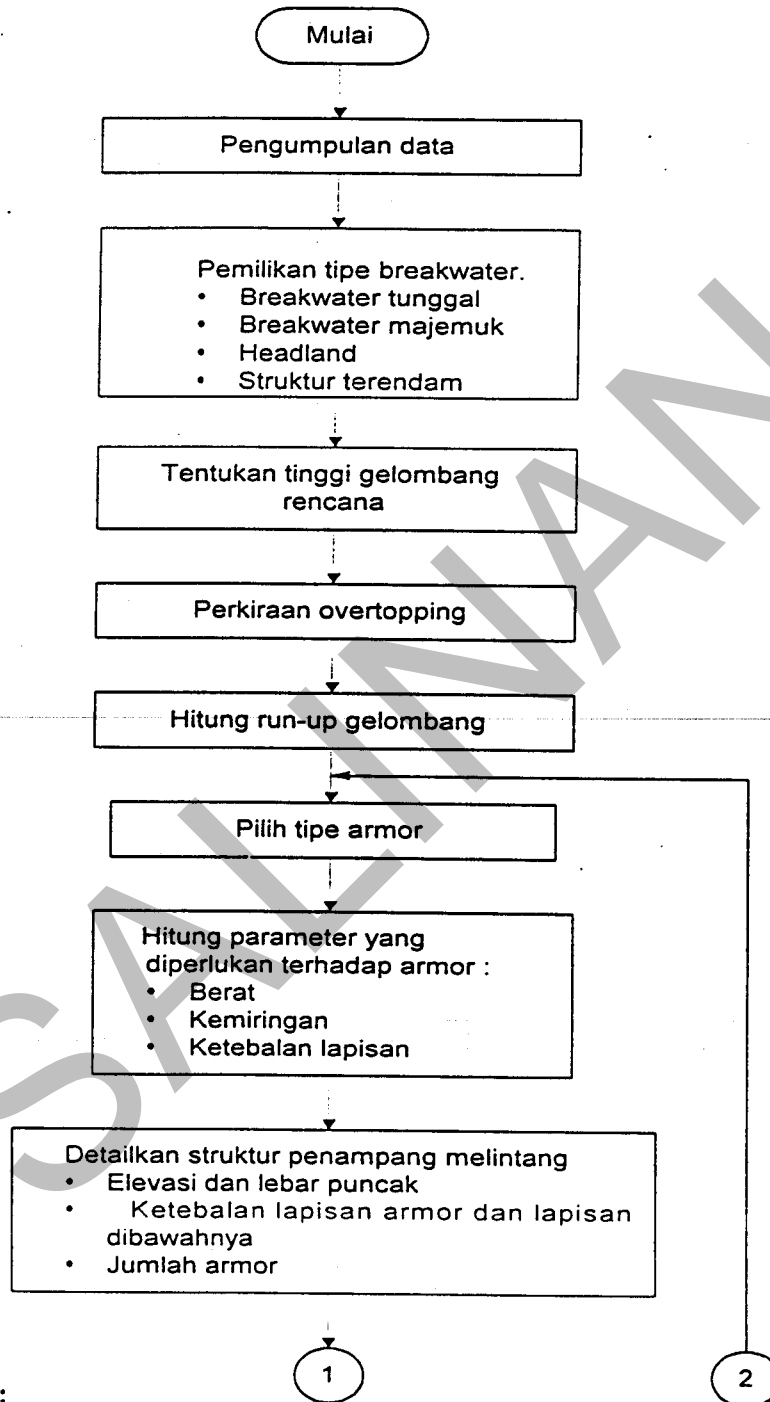 Mulai
Pengumpulan data
Pemilikan tipe breakwater.
• Breakwater tunggal
• Breakwater majemuk
• Headland
• Struktur terendam
Tentukan tinggi gelombang
rencana
Perkiraan overtopping
Hitung run-up gelombang
Pilih tipe armor
Hitung parameter yang
diperlukan terhadap armor :
• Berat
• Kemiringan
• Ketebalan lapisan
Detailkan struktur penampang melintang
• Elevasi dan lebar puncak
• Ketebalan lapisan armor dan lapisan
dibawahnya
• Jumlah armor
1
2
:
SALINAN